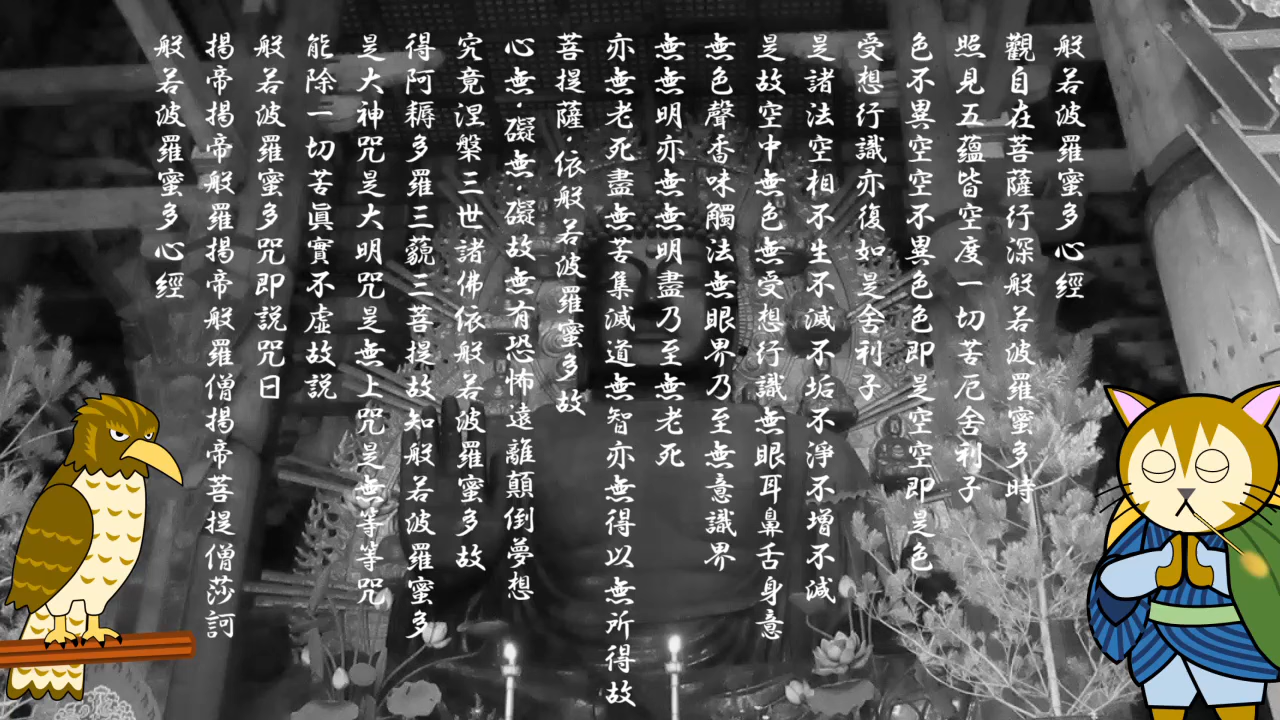 般若波羅蜜多心經
觀自在菩薩行深般若波羅蜜多時
照見五蘊皆空度一切苦厄舍利子
色不異空空不異色色即是空空即是色
受想行識亦復如是舍利子
是諸法空相不生不滅不垢不淨不增不減
是故空中無色無受想行識無眼耳鼻舌身意
無色聲香味觸法無眼界乃至無意識界
無無明亦無無明盡乃至無老死
亦無老死盡無苦集滅道無智亦無得以無所得故
菩提薩・依般若波羅蜜多故
心無・礙無・礙故無有恐怖遠離顛倒夢想
究竟涅槃三世諸佛依般若波羅蜜多故
得阿耨多羅三藐三菩提故知般若波羅蜜多
是大神咒是大明咒是無上咒是無等等咒
能除一切苦眞實不虛故説
般若波羅蜜多咒即説咒曰
揭帝揭帝般羅揭帝般羅僧揭帝菩提僧莎訶
般若波羅蜜多心經